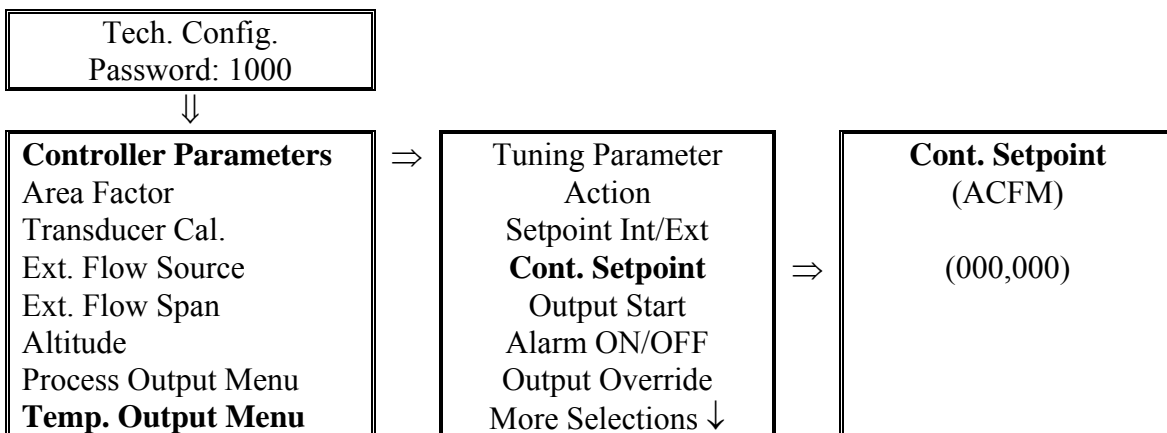 Tech. Config.
Password: 1000
⇓
Controller Parameters
Area Factor
Transducer Cal.
Ext. Flow Source
Ext. Flow Span
Altitude
Process Output Menu
Temp. Output Menu
⇒
Tuning Parameter
Action
Setpoint Int/Ext
Cont. Setpoint
Output Start
Alarm ON/OFF
Output Override
More Selections ↓
⇒
Cont. Setpoint
(ACFM)
(000,000)